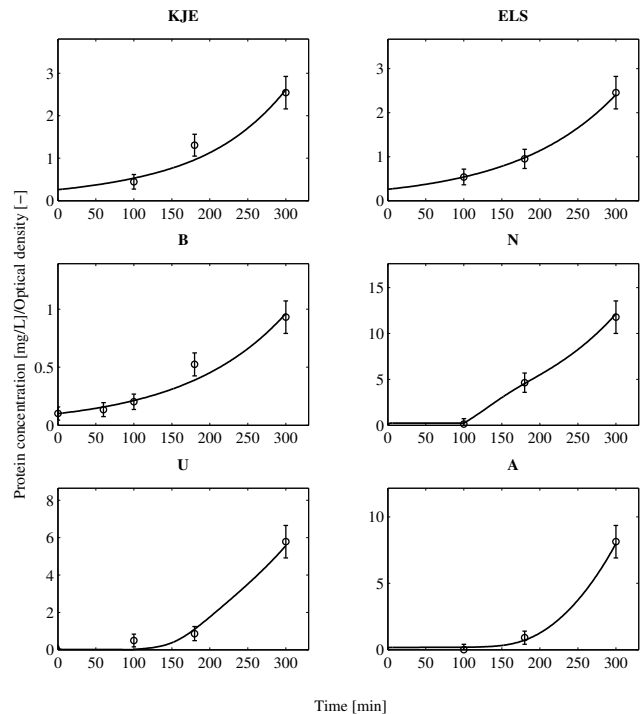 KJE ELS
3 3
2 2
1 1
0 0
0 50 100 150 200 250 300 0 50 100 150 200 250 300
B N
1 15
10
0.5
5
0 0
0 50 100 150 200 250 300 0 50 100 150 200 250 300
U A
8
10
6
4
5
2
0 0
0 50 100 150 200 250 300 0 50 100 150 200 250 300
Protein concentration [mg/L]/Optical density [−]
Time [min]